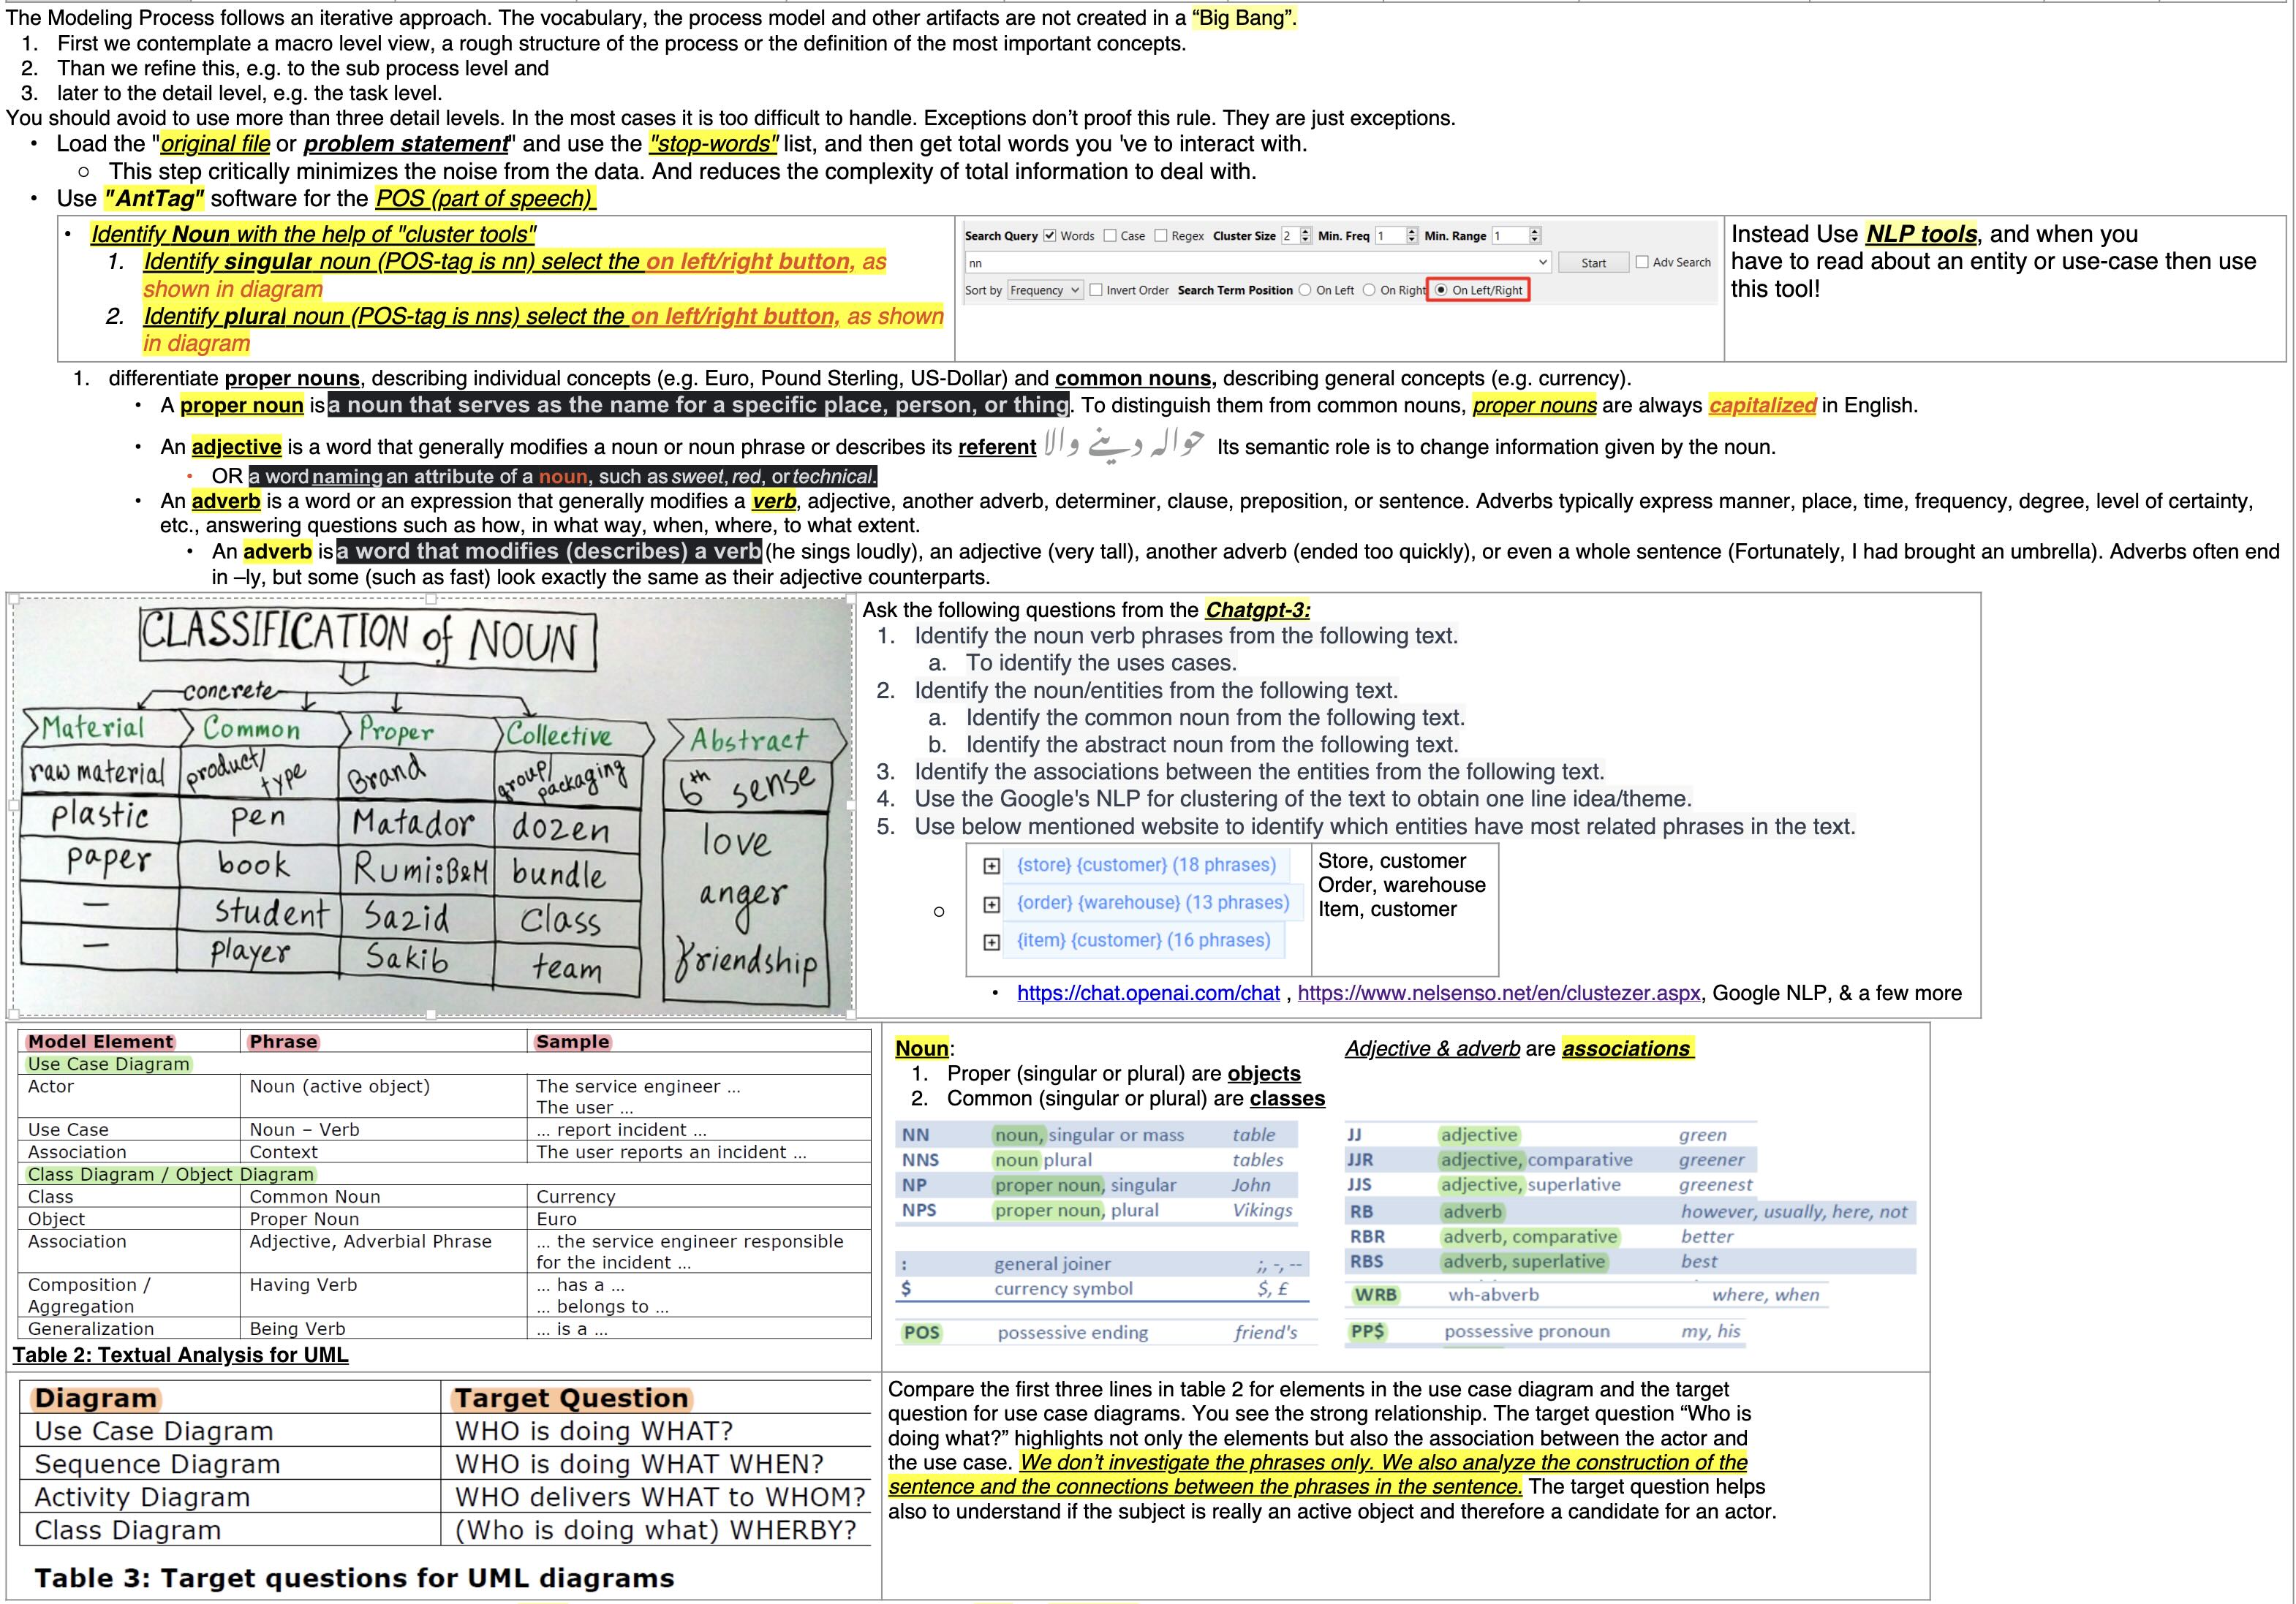 The Modeling Process follows an iterative approach. The vocabulary, the process model and other artifacts are not created in a “Big Bang”.
1. First we contemplate a macro level view, a rough structure of the process or the definition of the most important concepts.
2. Than we refine this, e.g. to the sub process level and
3. later to the detail level, e.g. the task level.
You should avoid to use more than three detail levels. In the most cases it is too difficult to handle. Exceptions don’t proof this rule. They are just exceptions.
• Load the "original file or problem statement" and use the "stop-words" list, and then get total words you 've to interact with.
○ This step critically minimizes the noise from the data. And reduces the complexity of total information to deal with.
• Use "AntTag" software for the POS (part of speech)
• Identify Noun with the help of "cluster tools"
1. Identify singular noun (POS-tag is nn) select the on left/right button, as
shown in diagram
2. Identify plural noun (POS-tag is nns) select the on left/right button, as shown
in diagram
Search Query Words Case Regex Cluster Size 2 Min. Freq 1 Min. Range 1
nn Start Adv Search
Sort by Frequency Invert Order Search Term Position On Left On Right On Left/Right
Instead Use NLP tools, and when you
have to read about an entity or use-case then use
this tool!
1. differentiate proper nouns, describing individual concepts (e.g. Euro, Pound Sterling, US-Dollar) and common nouns, describing general concepts (e.g. currency).
• A proper noun is a noun that serves as the name for a specific place, person, or thing. To distinguish them from common nouns, proper nouns are always capitalized in English.
• An adjective is a word that generally modifies a noun or noun phrase or describes its referent حوالہ دینے والا Its semantic role is to change information given by the noun.
• OR a word naming an attribute of a noun, such as sweet, red, or technical.
• An adverb is a word or an expression that generally modifies a verb, adjective, another adverb, determiner, clause, preposition, or sentence. Adverbs typically express manner, place, time, frequency, degree, level of certainty,
etc., answering questions such as how, in what way, when, where, to what extent.
• An adverb is a word that modifies (describes) a verb (he sings loudly), an adjective (very tall), another adverb (ended too quickly), or even a whole sentence (Fortunately, I had brought an umbrella). Adverbs often end
in –ly, but some (such as fast) look exactly the same as their adjective counterparts.
CLASSIFICATION of NOUN
concrete
Material Common Proper Collective Abstract
raw material product/type Brand group/packaging 6th sense
plastic pen Matador dozen love
paper book Rumi:B&M bundle anger
— student Sazid Class friendship
— player Sakib team
Ask the following questions from the Chatgpt-3:
1. Identify the noun verb phrases from the following text.
a. To identify the uses cases.
2. Identify the noun/entities from the following text.
a. Identify the common noun from the following text.
b. Identify the abstract noun from the following text.
3. Identify the associations between the entities from the following text.
4. Use the Google's NLP for clustering of the text to obtain one line idea/theme.
5. Use below mentioned website to identify which entities have most related phrases in the text.
{store} {customer} (18 phrases)
{order} {warehouse} (13 phrases)
{item} {customer} (16 phrases)
Store, customer
Order, warehouse
Item, customer
• https://chat.openai.com/chat , https://www.nelsenso.net/en/clustezer.aspx, Google NLP, & a few more
Model Element Phrase Sample
Use Case Diagram
Actor Noun (active object) The service engineer ...
The user ...
Use Case Noun – Verb ... report incident ...
Association Context The user reports an incident ...
Class Diagram / Object Diagram
Class Common Noun Currency
Object Proper Noun Euro
Association Adjective, Adverbial Phrase ... the service engineer responsible
for the incident ...
Composition / Having Verb ... has a ...
Aggregation ... belongs to ...
Generalization Being Verb ... is a ...
Table 2: Textual Analysis for UML
Noun:
1. Proper (singular or plural) are objects
2. Common (singular or plural) are classes
NN noun, singular or mass table
NNS noun plural tables
NP proper noun, singular John
NPS proper noun, plural Vikings
: general joiner ;, -, --
$ currency symbol $, £
POS possessive ending friend's
Adjective & adverb are associations
JJ adjective green
JJR adjective, comparative greener
JJS adjective, superlative greenest
RB adverb however, usually, here, not
RBR adverb, comparative better
RBS adverb, superlative best
WRB wh-abverb where, when
PP$ possessive pronoun my, his
Diagram Target Question
Use Case Diagram WHO is doing WHAT?
Sequence Diagram WHO is doing WHAT WHEN?
Activity Diagram WHO delivers WHAT to WHOM?
Class Diagram (Who is doing what) WHERBY?
Table 3: Target questions for UML diagrams
Compare the first three lines in table 2 for elements in the use case diagram and the target
question for use case diagrams. You see the strong relationship. The target question “Who is
doing what?” highlights not only the elements but also the association between the actor and
the use case. We don’t investigate the phrases only. We also analyze the construction of the
sentence and the connections between the phrases in the sentence. The target question helps
also to understand if the subject is really an active object and therefore a candidate for an actor.